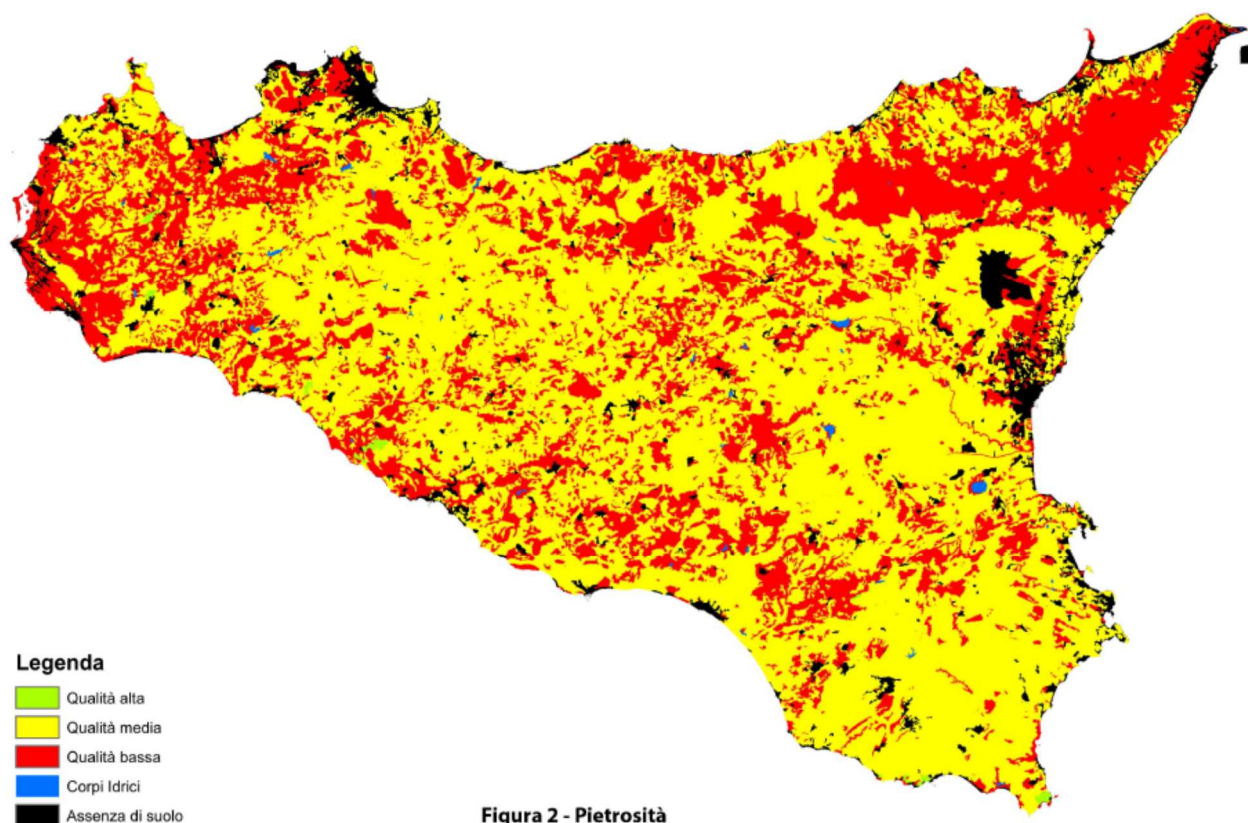 Legenda
Qualità alta
Qualità media
Qualità bassa
Corpi Idrici
Assenza di suolo
Figura 2 - Pietrosità